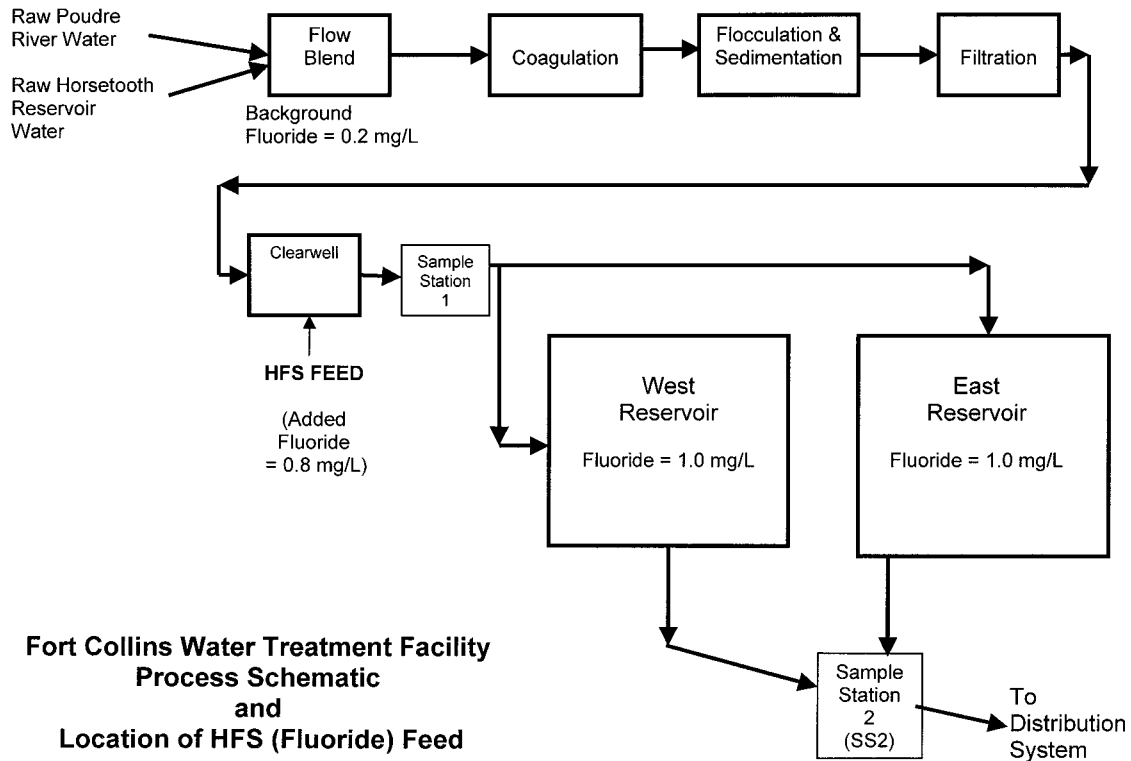 Raw Poudre
River Water
Raw Horsetooth
Reservoir
Water
Flow
Blend
Background
Fluoride = 0.2 mg/L
Coagulation
Flocculation &
Sedimentation
Filtration
Clearwell
HFS FEED
(Added
Fluoride
= 0.8 mg/L)
Sample
Station
1
West
Reservoir
Fluoride = 1.0 mg/L
East
Reservoir
Fluoride = 1.0 mg/L
Sample
Station
2
(SS2)
To
Distribution
System
Fort Collins Water Treatment Facility
Process Schematic
and
Location of HFS (Fluoride) Feed